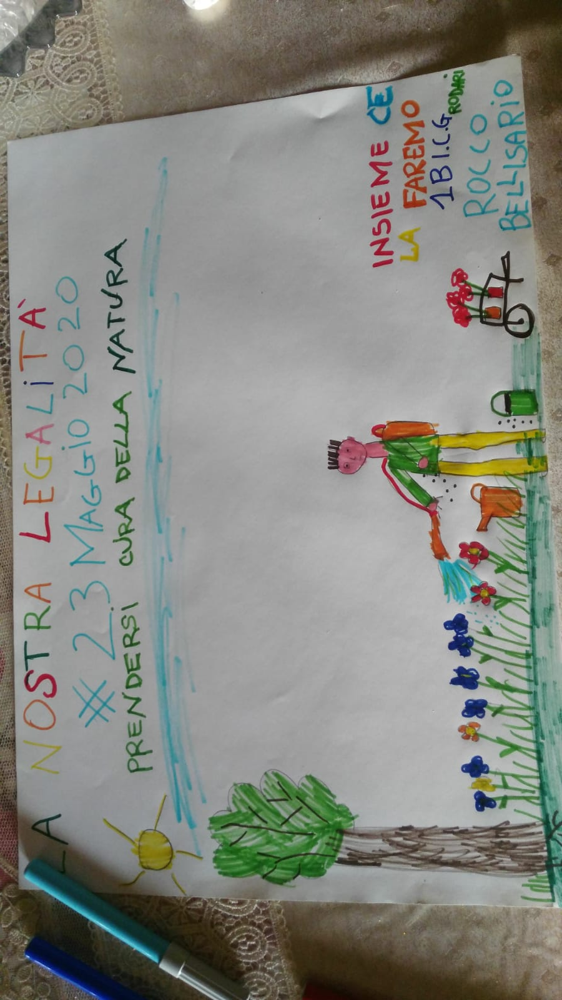 LA NOSTRA LEGALiTÀ
# 23 MAGGiO 2020
PRENDERSI CURA DELLA NATURA
INSIEME CE
LA FAREMO
1B I.C.G RODARi
ROCCO
BELLISARiO